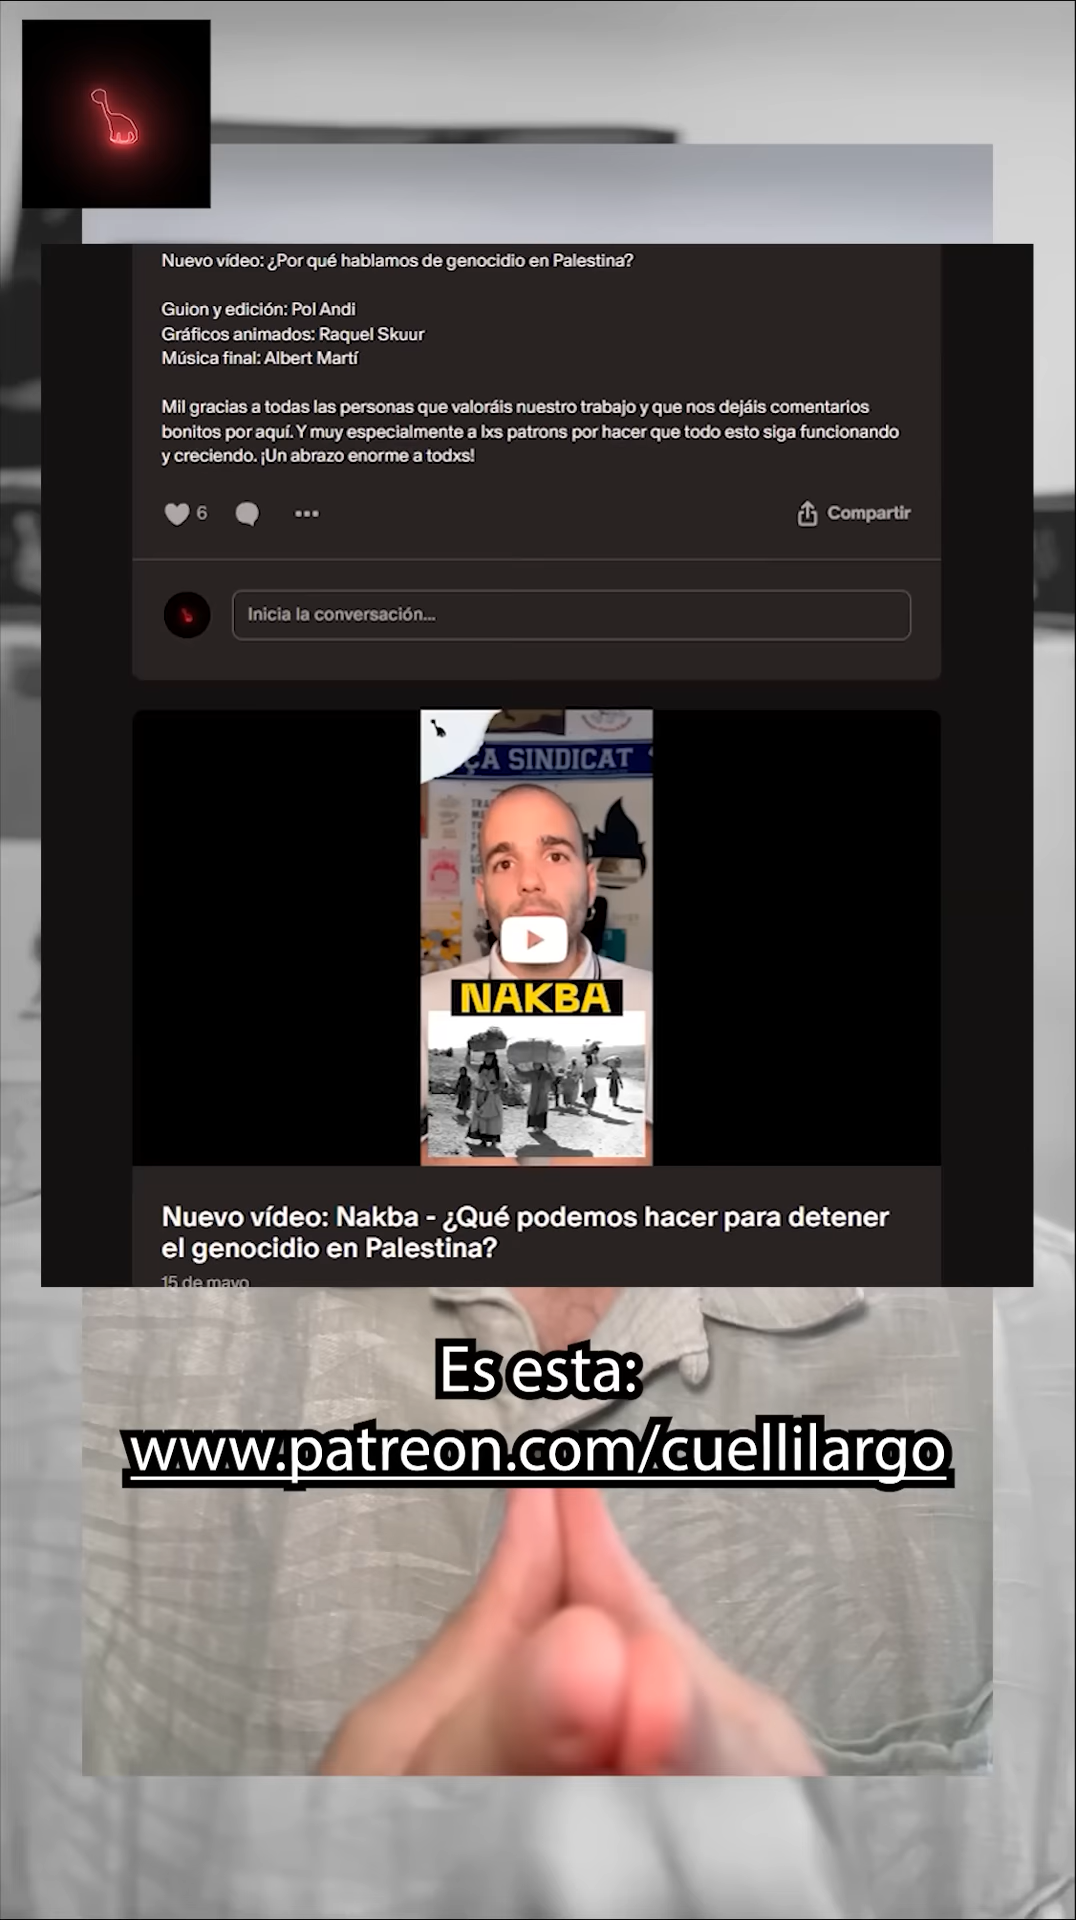 Nuevo vídeo: ¿Por qué hablamos de genocidio en Palestina?
Guion y edición: Pol Andi
Gráficos animados: Raquel Skuur
Música final: Albert Martí
Mil gracias a todas las personas que valoráis nuestro trabajo y que nos dejáis comentarios
bonitos por aquí. Y muy especialmente a lxs patrons por hacer que todo esto siga funcionando
y creciendo. ¡Un abrazo enorme a todxs!
6
Compartir
Inicia la conversación...
ÇA SINDICAT
NAKBA
Nuevo vídeo: Nakba - ¿Qué podemos hacer para detener
el genocidio en Palestina?
15 de mayo
Es esta:
www.patreon.com/cuellilargo